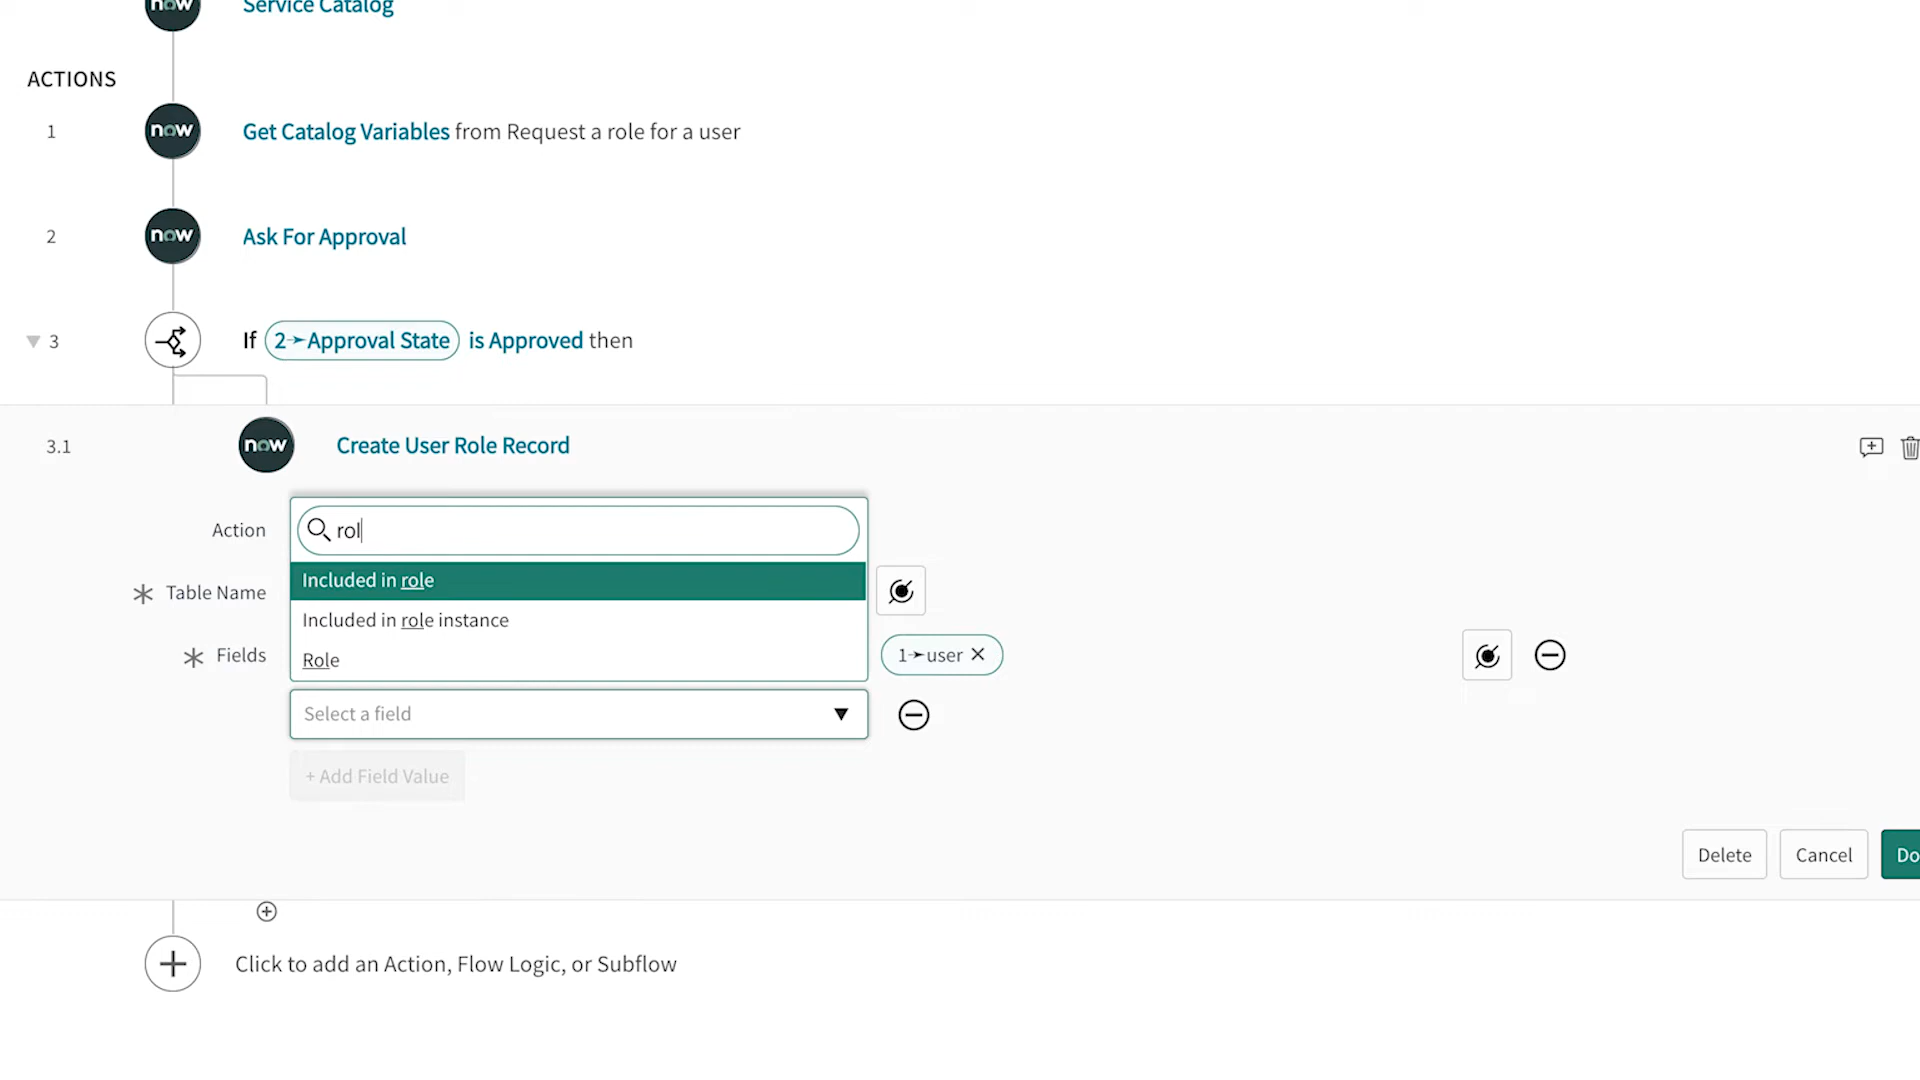 now
Service Catalog
ACTIONS
1
now
Get Catalog Variables from Request a role for a user
2
now
Ask For Approval
3
If 2➛Approval State is Approved then
3.1
now
Create User Role Record
Action
rol
Included in role
Table Name
Included in role instance
Fields
Role
1➛user
Select a field
+ Add Field Value
Delete
Cancel
Do
Click to add an Action, Flow Logic, or Subflow